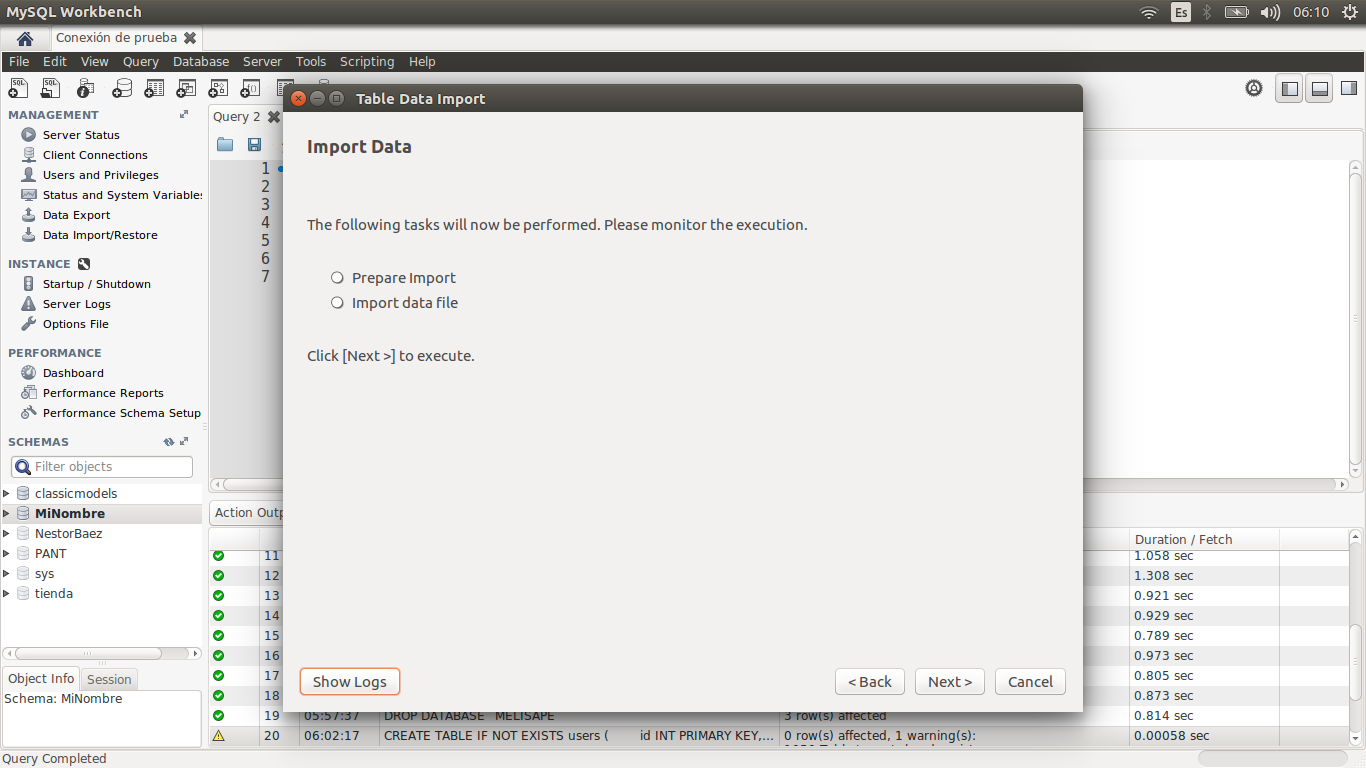 MySQL Workbench
Es
06:10
Conexión de prueba
File Edit View Query Database Server Tools Scripting Help
MANAGEMENT
Server Status
Client Connections
Users and Privileges
Status and System Variables
Data Export
Data Import/Restore
INSTANCE
Startup / Shutdown
Server Logs
Options File
PERFORMANCE
Dashboard
Performance Reports
Performance Schema Setup
SCHEMAS
Filter objects
classicmodels
MiNombre
NestorBaez
PANT
sys
tienda
Object Info Session
Schema: MiNombre
Query Completed
Query 2
1
2
3
4
5
6
7
Table Data Import
Import Data
The following tasks will now be performed. Please monitor the execution.
Prepare Import
Import data file
Click [Next >] to execute.
Show Logs
< Back Next > Cancel
Action Outp
Duration / Fetch
11 1.058 sec
12 1.308 sec
13 0.921 sec
14 0.929 sec
15 0.789 sec
16 0.973 sec
17 0.805 sec
18 0.873 sec
19 05:57:37 DROP DATABASE MELISAPE 3 row(s) affected 0.814 sec
20 06:02:17 CREATE TABLE IF NOT EXISTS users ( id INT PRIMARY KEY,... 0 row(s) affected, 1 warning(s): 0.00058 sec